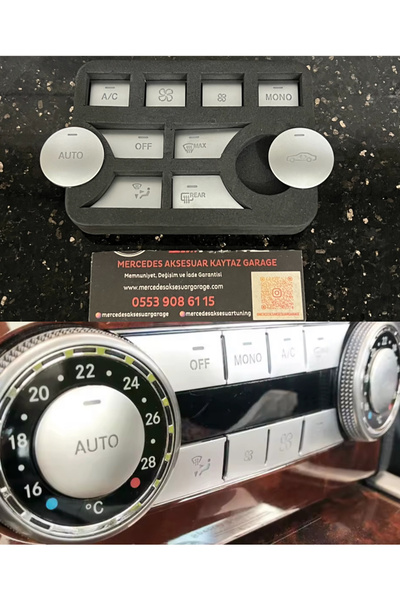 A/C
MONO
AUTO
OFF
MAX
REAR
MERCEDES AKSESUAR KAYTAZ GARAGE
Memnuniyet, Değişim ve İade Garantisi
www.mercedesaksesuargarage.com
0553 908 61 15
mercedesaksesuargarage mercedesaksesuartuning
OFF
MONO
A/C
22
20
24
18
26
16
28
°C
AUTO
22